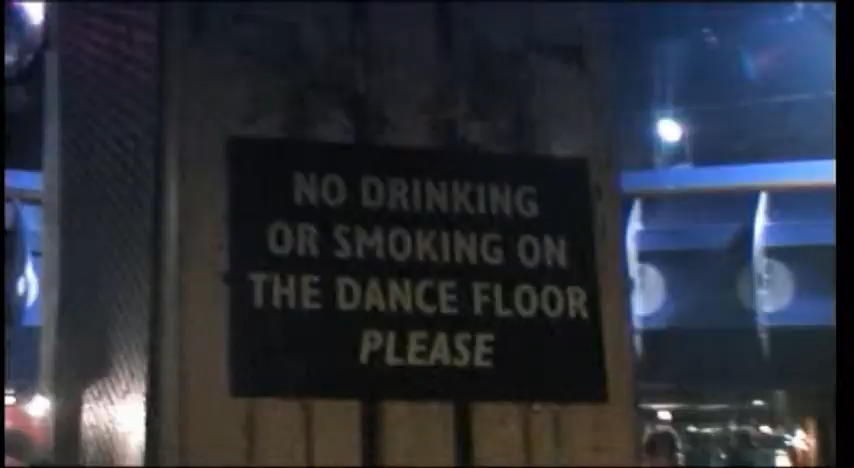 NO DRINKING
OR SMOKING ON
THE DANCE FLOOR
PLEASE